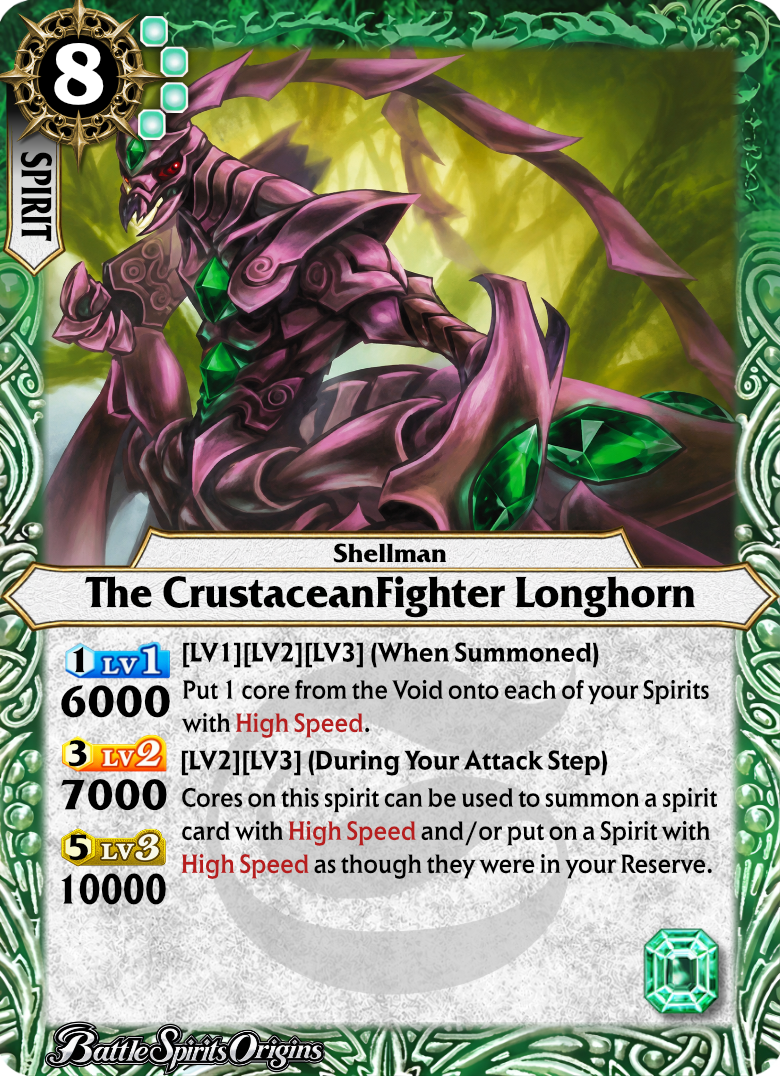 8
SPIRIT
Shellman
The CrustaceanFighter Longhorn
1 LV1
6000
[LV1][LV2][LV3] (When Summoned)
Put 1 core from the Void onto each of your Spirits
with High Speed.
3 LV2
7000
[LV2][LV3] (During Your Attack Step)
Cores on this spirit can be used to summon a spirit
card with High Speed and/or put on a Spirit with
High Speed as though they were in your Reserve.
5 LV3
10000
Battle Spirits Origins